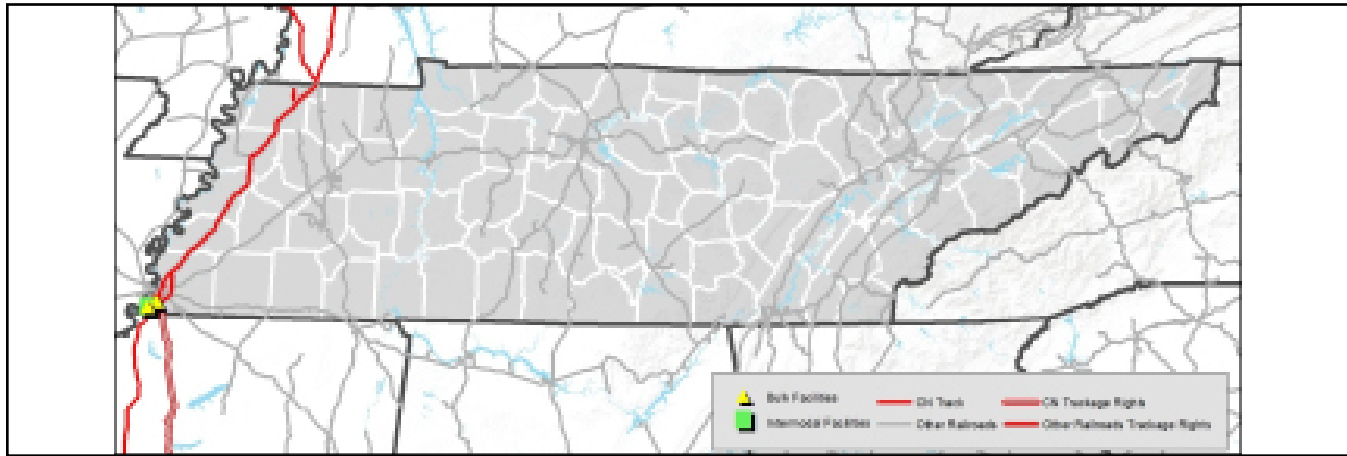 Bulk Facilities
CN Track
CN Trackage Rights
Intermodal Facilities
Other Railroads
Other Railroads Trackage Rights